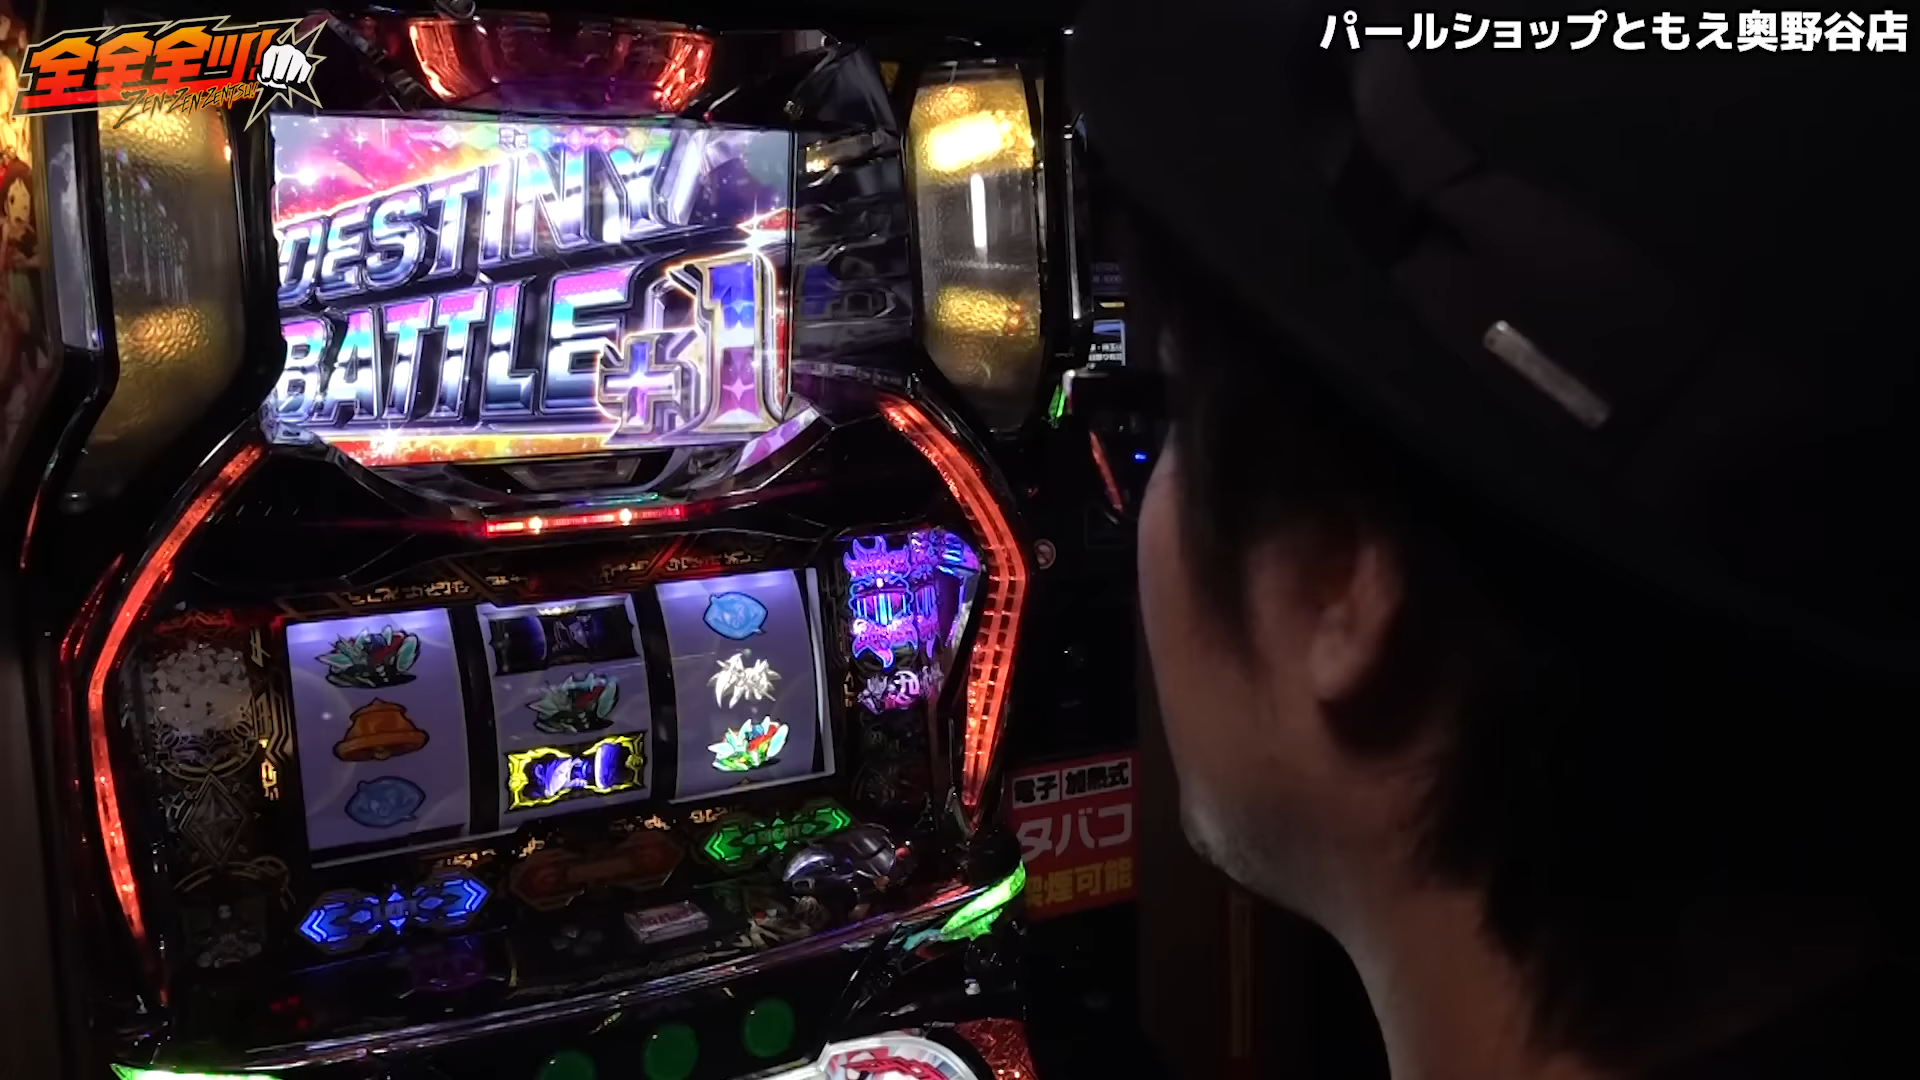 全全全ツ!
ZEN-ZEN-ZENTSU!
パールショップともえ奥野谷店
DESTINY
BATTLE+1
RIGHT
電子 加熱式
タバコ
喫煙可能